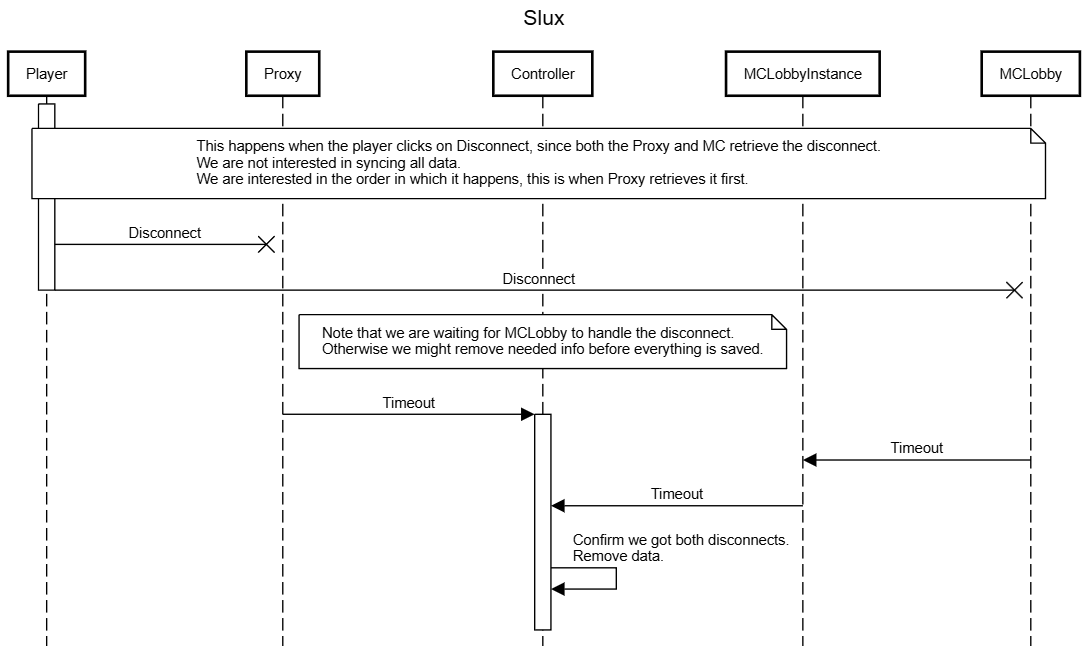 Slux
Player
Proxy
Controller
MCLobbyInstance
MCLobby
This happens when the player clicks on Disconnect, since both the Proxy and MC retrieve the disconnect.
We are not interested in syncing all data.
We are interested in the order in which it happens, this is when Proxy retrieves it first.
Disconnect
Disconnect
Note that we are waiting for MCLobby to handle the disconnect.
Otherwise we might remove needed info before everything is saved.
Timeout
Timeout
Timeout
Confirm we got both disconnects.
Remove data.